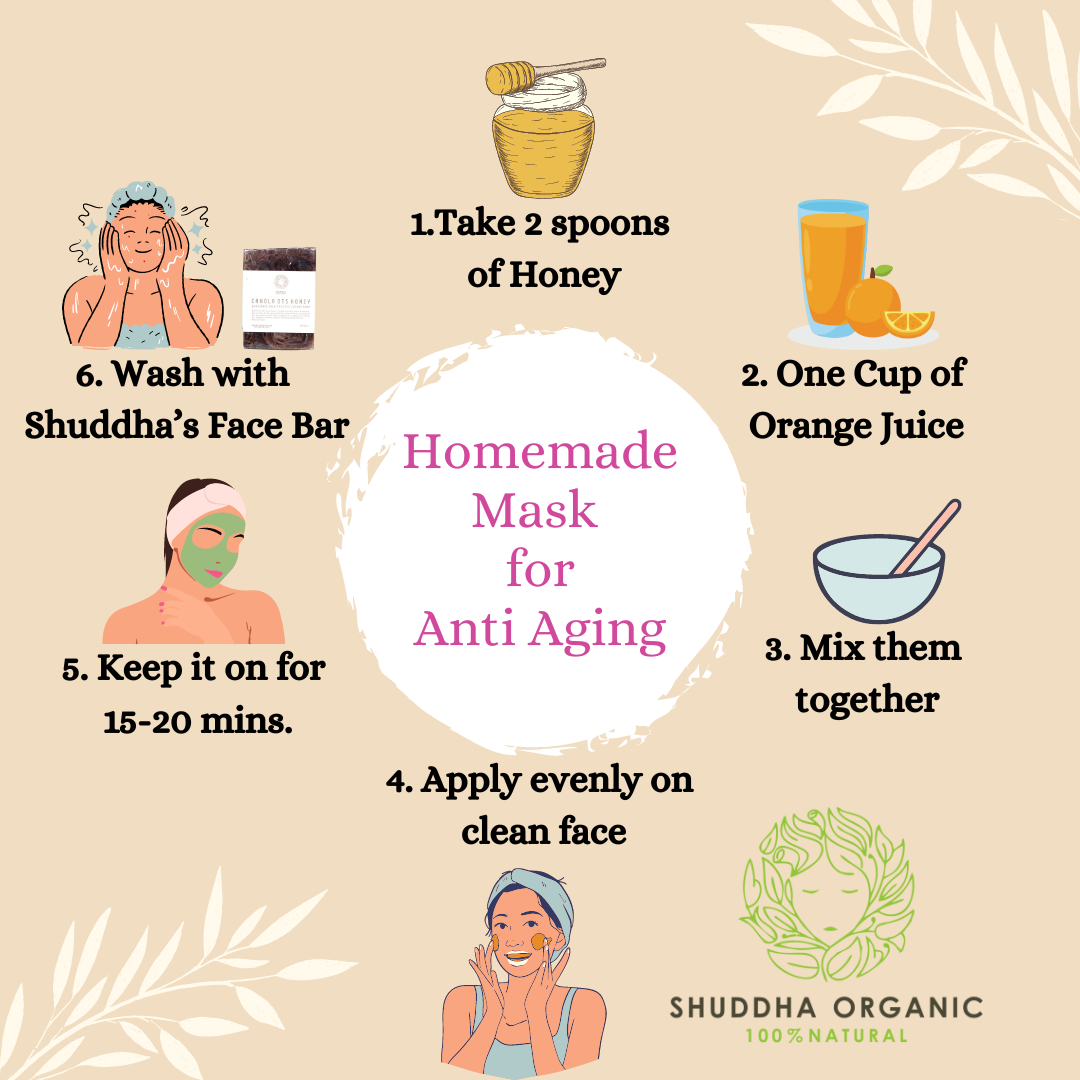 1.Take 2 spoons
of Honey
2. One Cup of
Orange Juice
3. Mix them
together
4. Apply evenly on
clean face
5. Keep it on for
15-20 mins.
6. Wash with
Shuddha’s Face Bar
Homemade
Mask
for
Anti Aging
SHUDDHA ORGANIC
100%NATURAL